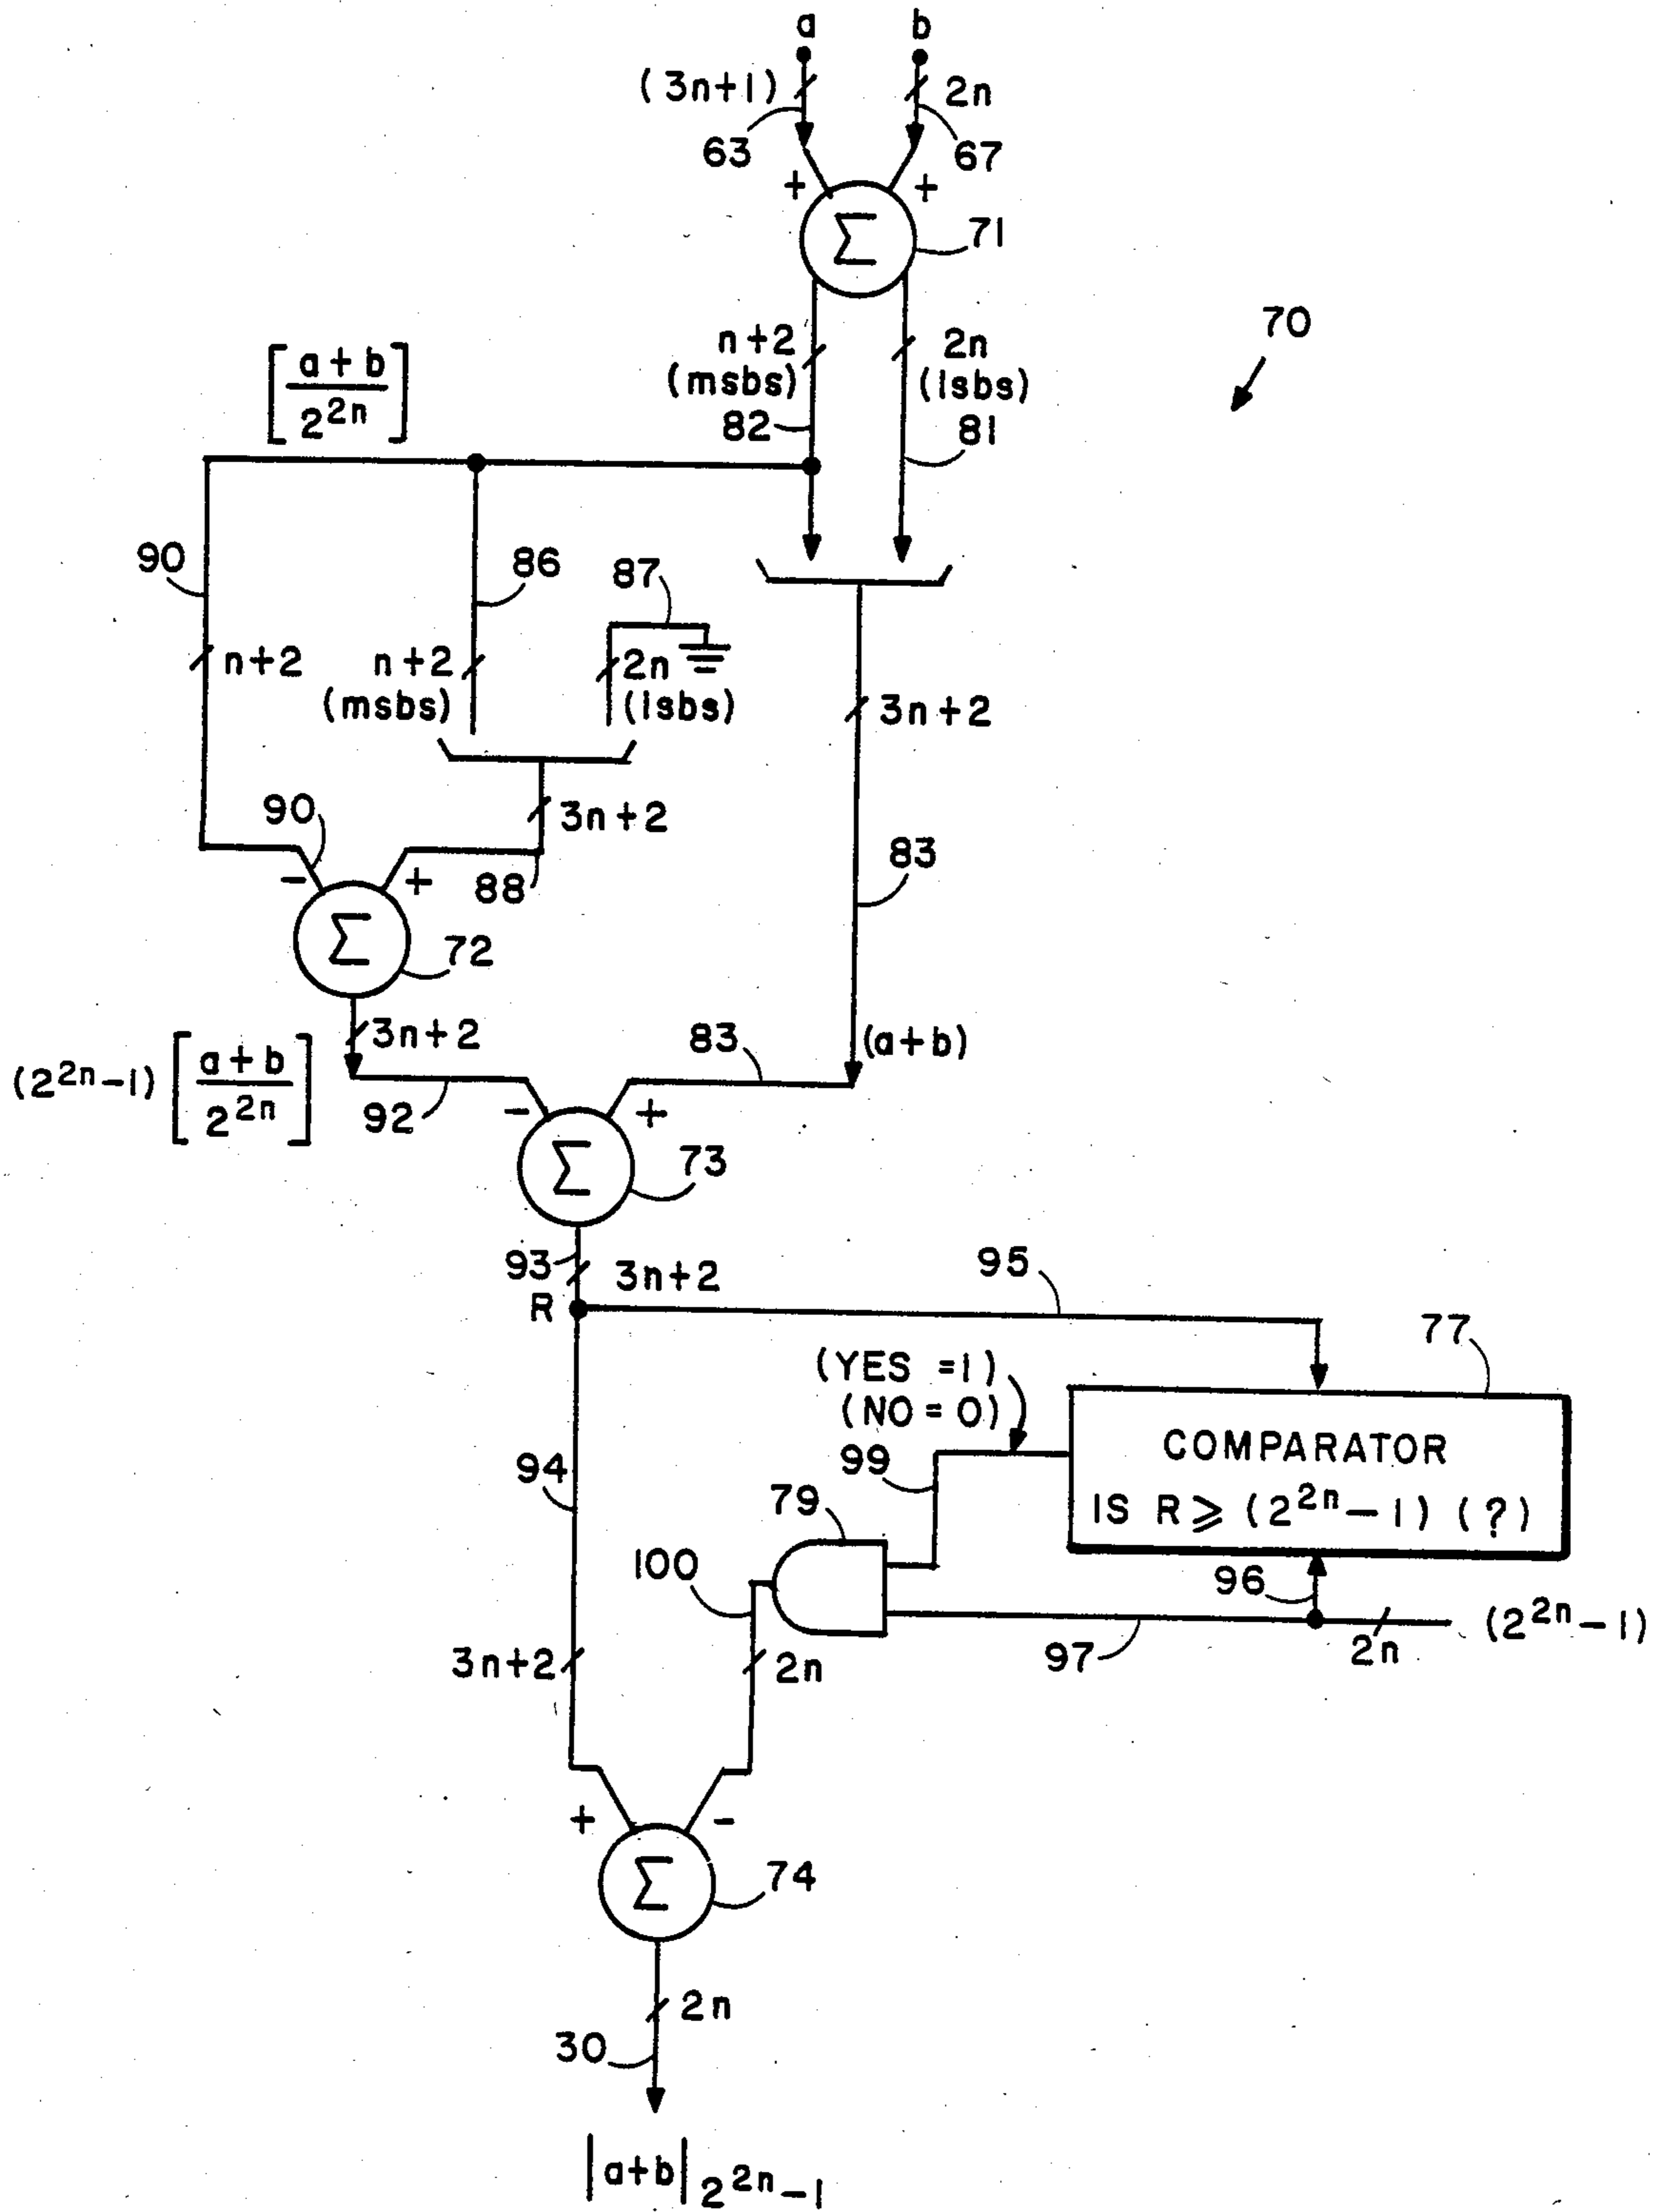 a b
(3n+1) 2n
63 67
+ +
Σ 71
70
n+2 2n
(msbs) (lsbs)
82 81
[a+b/2^2n]
90 86 87
n+2 n+2 2n
(msbs) (lsbs)
3n+2
90 3n+2
- + 88
83
Σ 72
3n+2 83 (a+b)
(2^2n-1) [a+b/2^2n]
92 - +
Σ 73
93 3n+2 95
R
77
(YES =1)
(NO = 0)
COMPARATOR
IS R ⩾ (2^2n - 1) (?)
94 99
79
100 96
(2^2n - 1)
2n
97
3n+2 2n
+ -
Σ 74
2n
30
|a+b| 2^2n-1